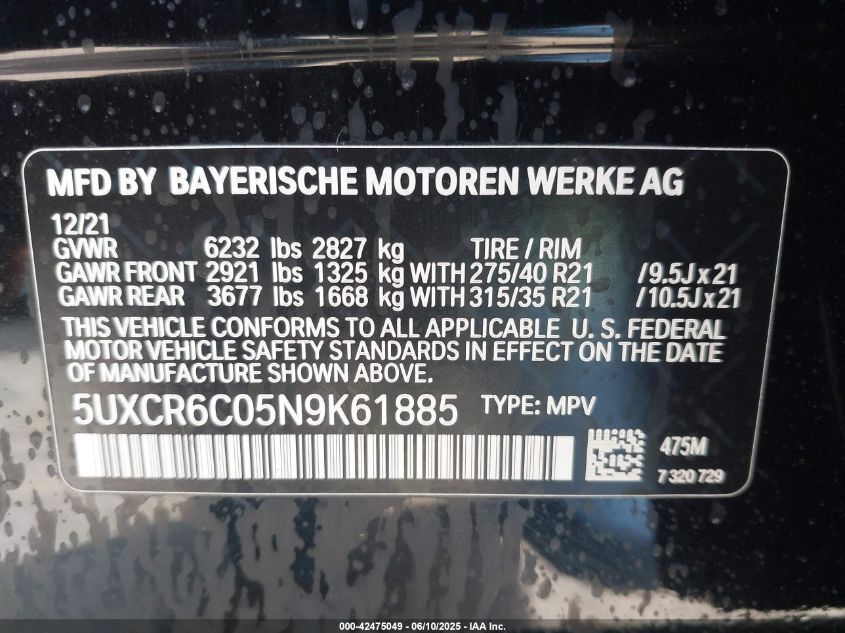 MFD BY BAYERISCHE MOTOREN WERKE AG
12/21
GVWR 6232 lbs 2827 kg TIRE / RIM
GAWR FRONT 2921 lbs 1325 kg WITH 275/40 R21 /9.5J x 21
GAWR REAR 3677 lbs 1668 kg WITH 315/35 R21 /10.5J x 21
THIS VEHICLE CONFORMS TO ALL APPLICABLE U. S. FEDERAL
MOTOR VEHICLE SAFETY STANDARDS IN EFFECT ON THE DATE
OF MANUFACTURE SHOWN ABOVE.
5UXCR6C05N9K61885 TYPE: MPV
475M
7 320 729
000-42475049 - 06/10/2025 - IAA Inc.